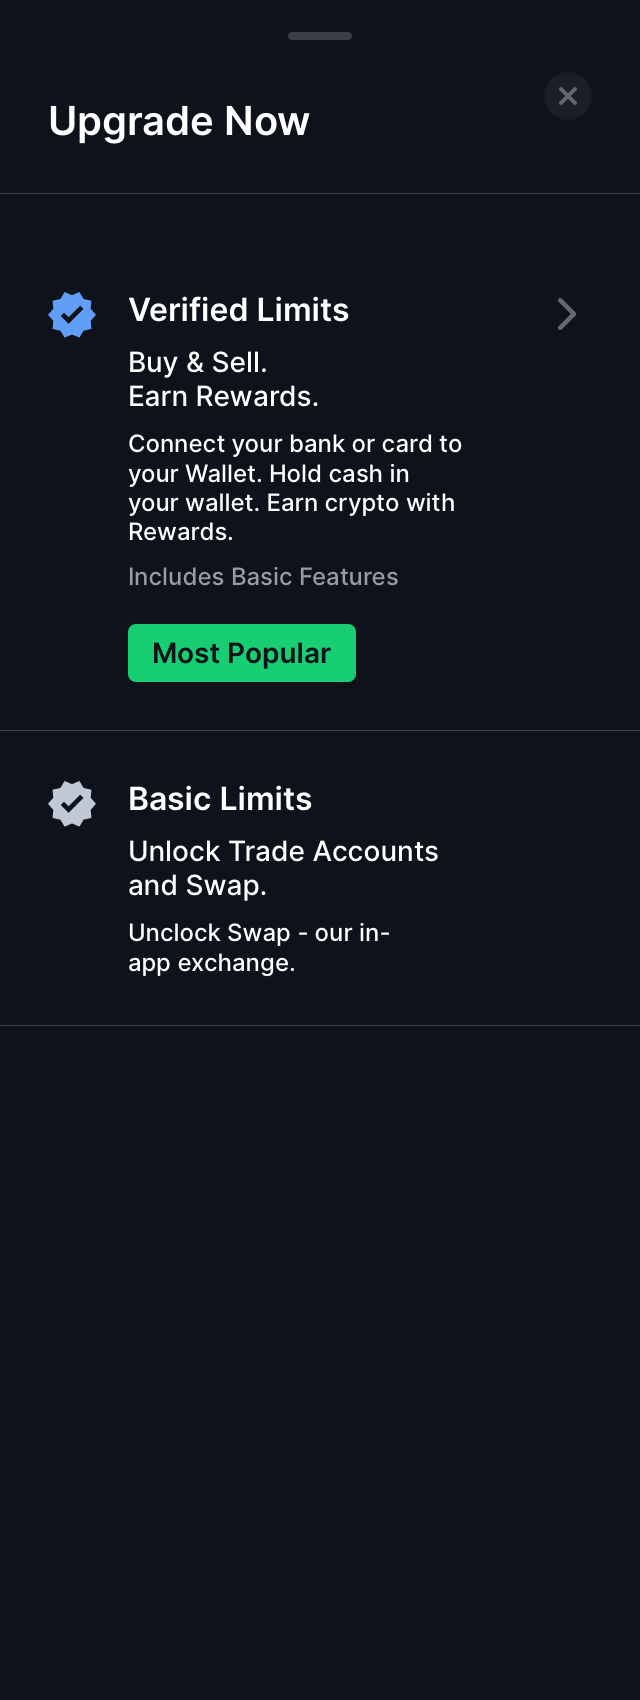 Upgrade Now
Verified Limits
Buy & Sell.
Earn Rewards.
Connect your bank or card to
your Wallet. Hold cash in
your wallet. Earn crypto with
Rewards.
Includes Basic Features
Most Popular
Basic Limits
Unlock Trade Accounts
and Swap.
Unclock Swap - our in-
app exchange.